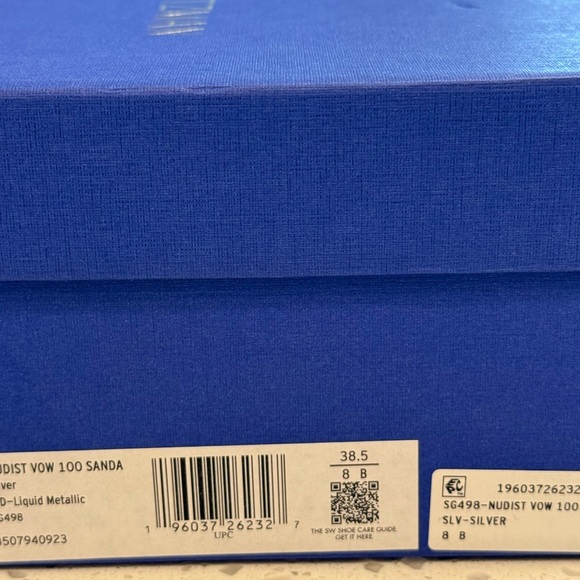 UDIST VOW 100 SANDA
ver
D-Liquid Metallic
G498
507940923
1 96037 26232 7
UPC
38.5
8 B
THE SW SHOE CARE GUIDE.
GET IT HERE.
19603726232
SG498-NUDIST VOW 100
SLV-SILVER
8 B